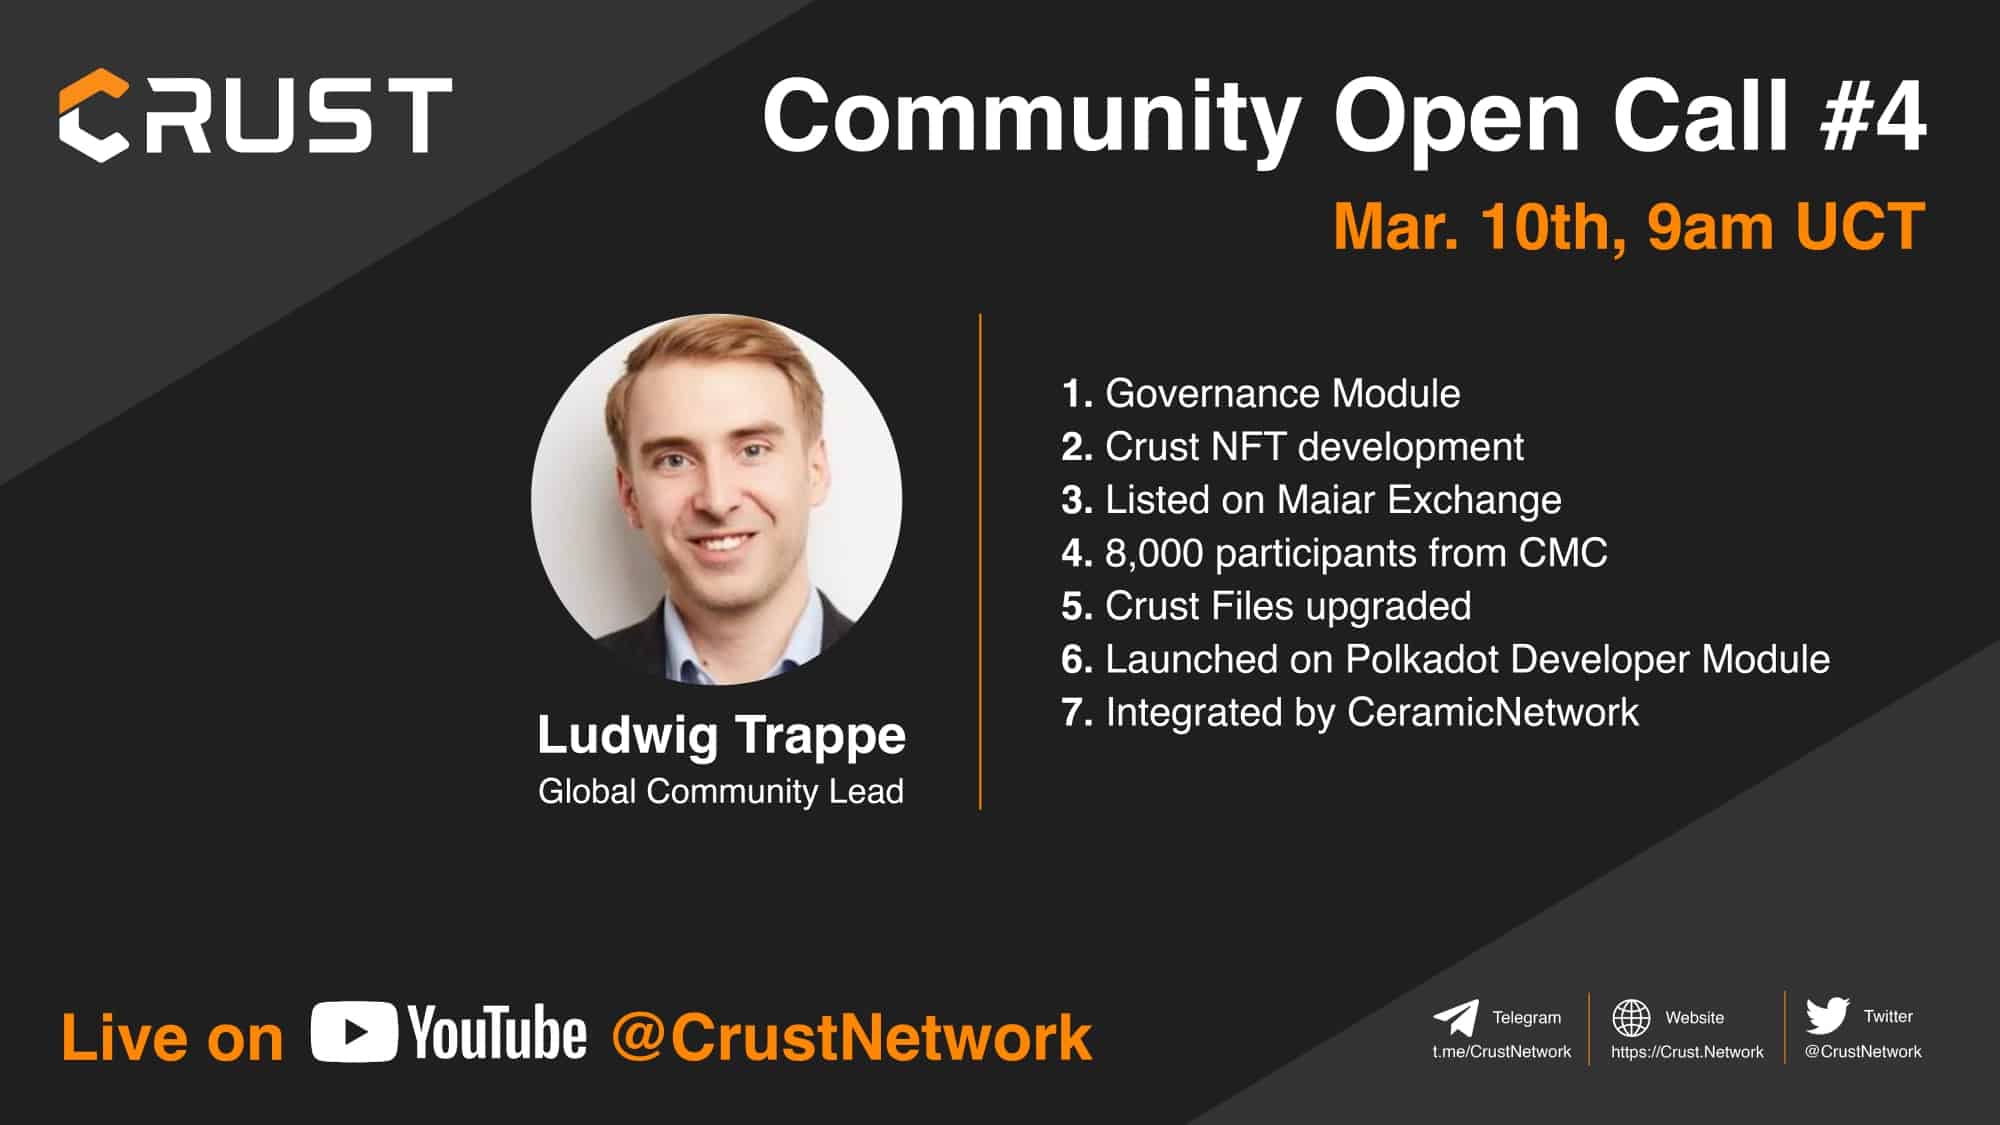 CRUST
Community Open Call #4
Mar. 10th, 9am UCT
Ludwig Trappe
Global Community Lead
1. Governance Module
2. Crust NFT development
3. Listed on Maiar Exchange
4. 8,000 participants from CMC
5. Crust Files upgraded
6. Launched on Polkadot Developer Module
7. Integrated by CeramicNetwork
Live on YouTube @CrustNetwork
Telegram
t.me/CrustNetwork
Website
https://Crust.Network
Twitter
@CrustNetwork